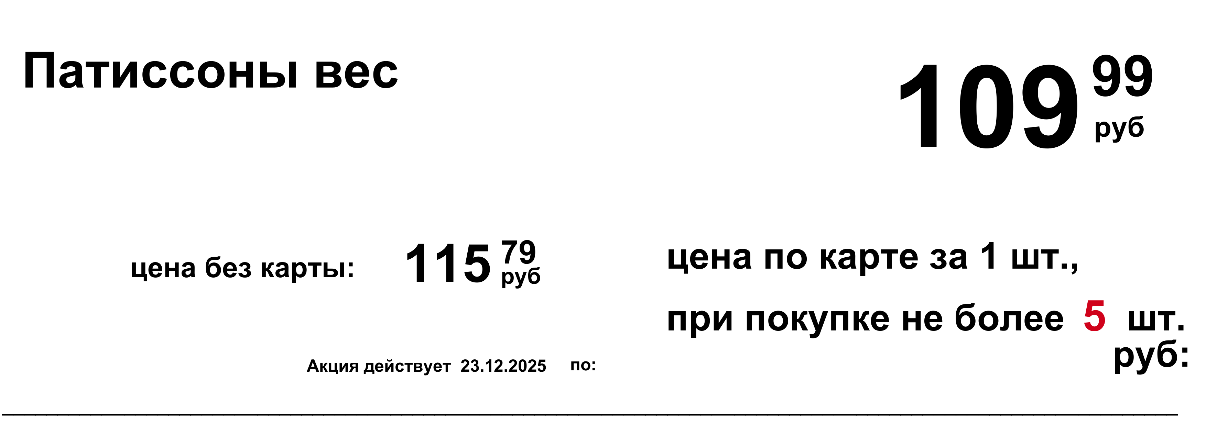 Патиссоны вес
109 99
руб
цена без карты: 115 79
руб
цена по карте за 1 шт.,
при покупке не более 5 шт.
руб:
Акция действует 23.12.2025 по: